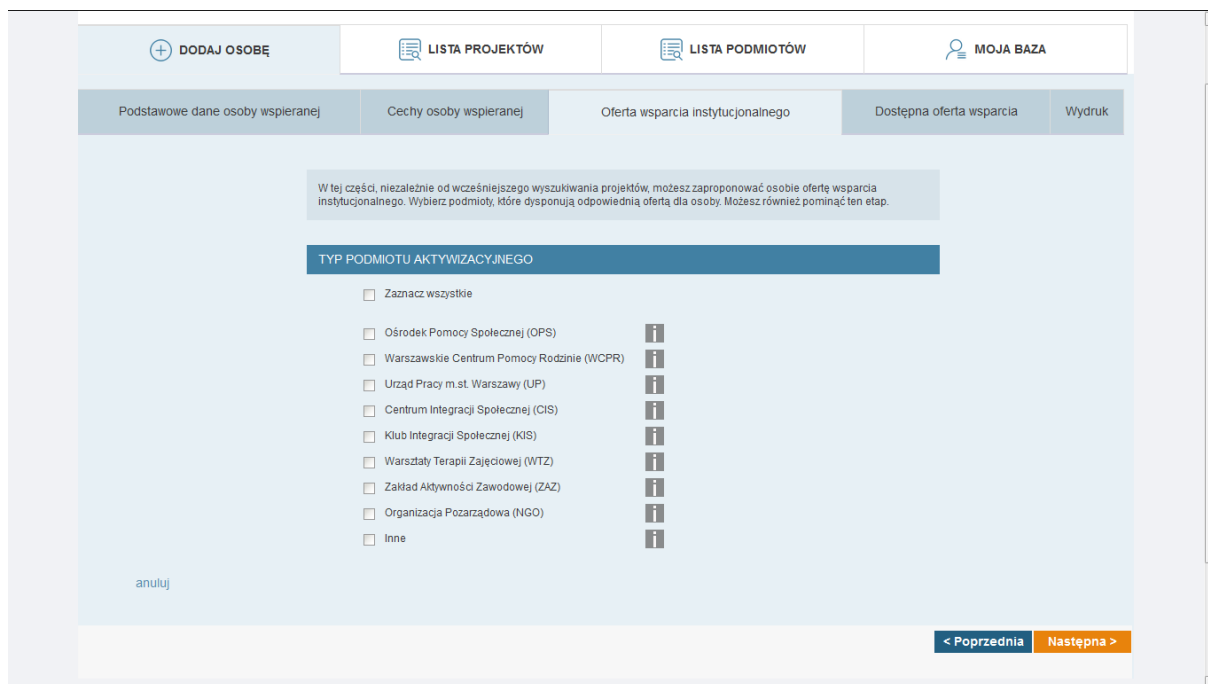 DODAJ OSOBĘ
LISTA PROJEKTÓW
LISTA PODMIOTÓW
MOJA BAZA
Podstawowe dane osoby wspieranej
Cechy osoby wspieranej
Oferta wsparcia instytucjonalnego
Dostępna oferta wsparcia
Wydruk
W tej części, niezależnie od wcześniejszego wyszukiwania projektów, możesz zaproponować osobie ofertę wsparcia
instytucjonalnego. Wybierz podmioty, które dysponują odpowiednią ofertą dla osoby. Możesz również pominąć ten etap.
TYP PODMIOTU AKTYWIZACYJNEGO
Zaznacz wszystkie
Ośrodek Pomocy Społecznej (OPS)
Warszawskie Centrum Pomocy Rodzinie (WCPR)
Urząd Pracy m.st. Warszawy (UP)
Centrum Integracji Społecznej (CIS)
Klub Integracji Społecznej (KIS)
Warsztaty Terapii Zajęciowej (WTZ)
Zakład Aktywności Zawodowej (ZAZ)
Organizacja Pozarządowa (NGO)
Inne
anuluj
< Poprzednia
Następna >